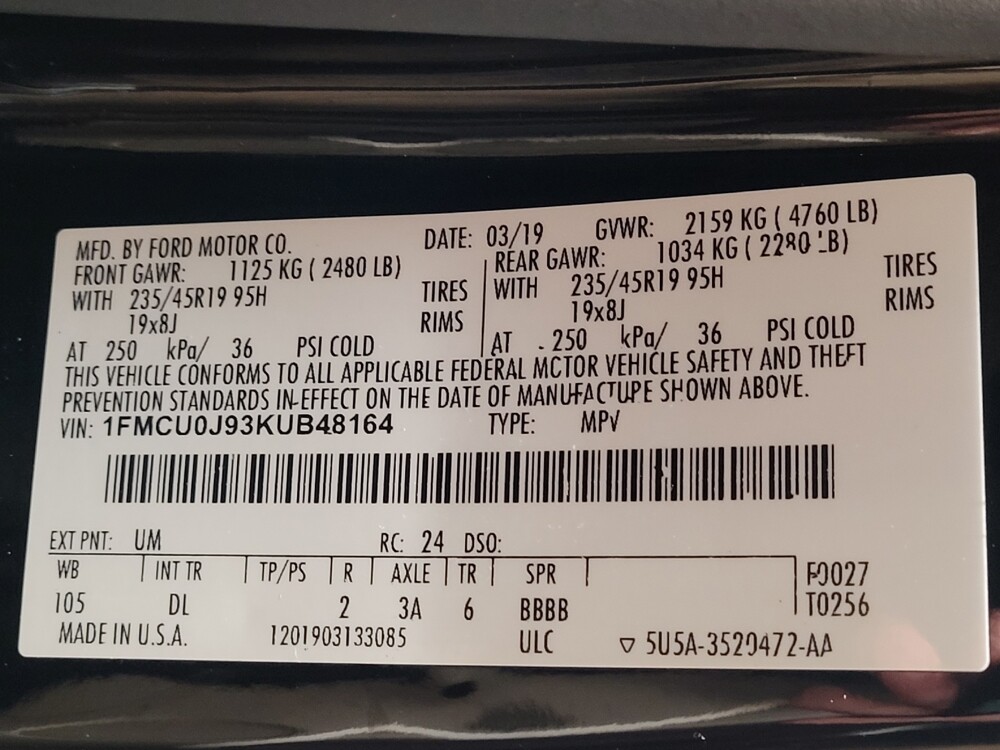 MFD. BY FORD MOTOR CO. DATE: 03/19 GVWR: 2159 KG ( 4760 LB)
FRONT GAWR: 1125 KG ( 2480 LB) REAR GAWR: 1034 KG ( 2280 LB)
WITH 235/45R19 95H TIRES WITH 235/45R19 95H TIRES
19x8J RIMS 19x8J RIMS
AT 250 kPa/ 36 PSI COLD AT 250 kPa/ 36 PSI COLD
THIS VEHICLE CONFORMS TO ALL APPLICABLE FEDERAL MOTOR VEHICLE SAFETY AND THEFT
PREVENTION STANDARDS IN EFFECT ON THE DATE OF MANUFACTURE SHOWN ABOVE.
VIN: 1FMCU0J93KUB48164 TYPE: MPV
EXT PNT: UM RC: 24 DSO:
WB INT TR TP/PS R AXLE TR SPR F0027
105 DL 2 3A 6 BBBB T0256
MADE IN U.S.A. 1201903133085 ULC ▽ 5U5A-3520472-AA